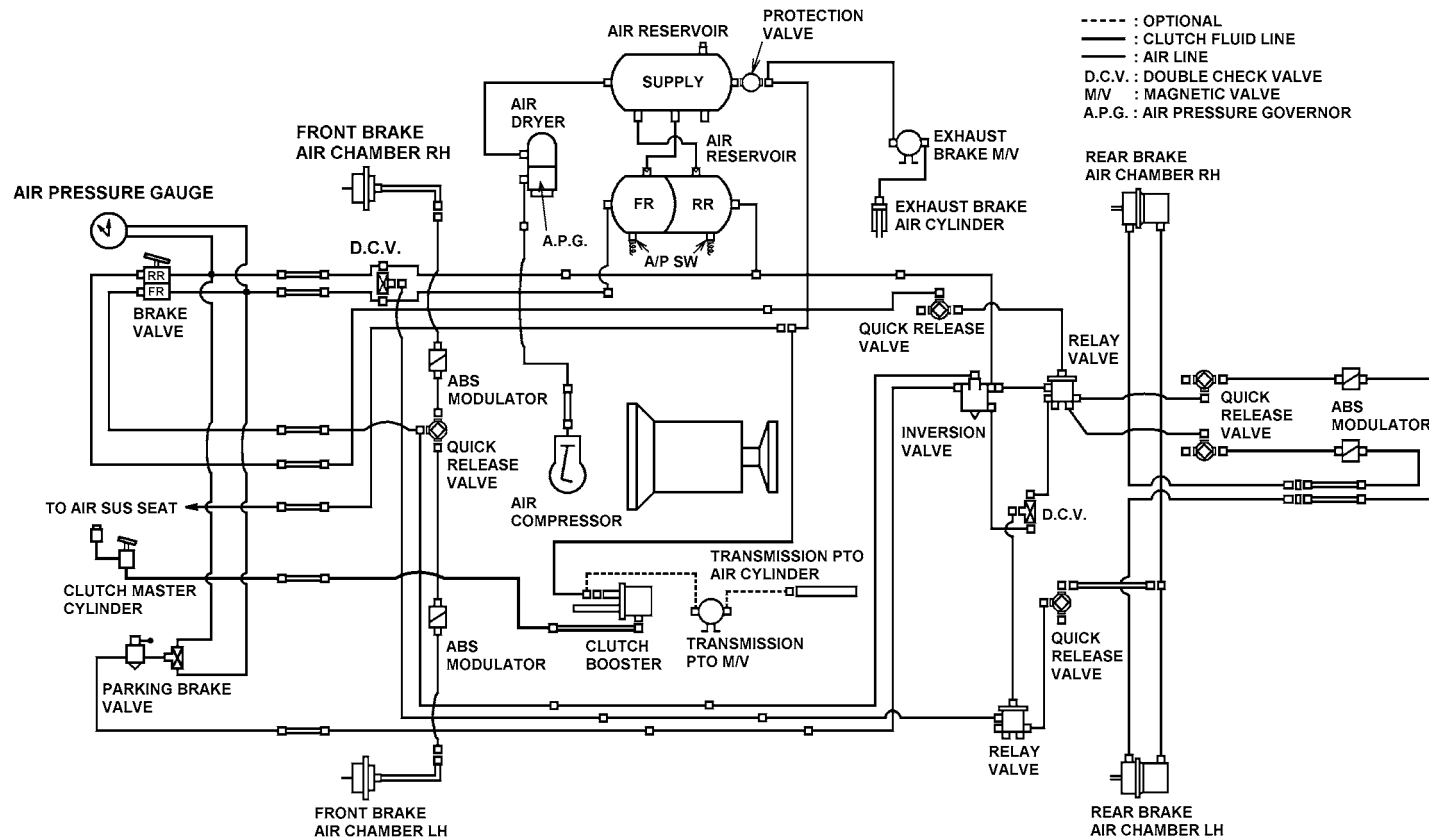 AIR RESERVOIR
PROTECTION
VALVE
----- : OPTIONAL
: CLUTCH FLUID LINE
: AIR LINE
D.C.V. : DOUBLE CHECK VALVE
M/V : MAGNETIC VALVE
A.P.G. : AIR PRESSURE GOVERNOR
SUPPLY
AIR
DRYER
FRONT BRAKE
AIR CHAMBER RH
AIR
RESERVOIR
EXHAUST
BRAKE M/V
REAR BRAKE
AIR CHAMBER RH
AIR PRESSURE GAUGE
FR
RR
EXHAUST BRAKE
AIR CYLINDER
A.P.G.
D.C.V.
A/P SW
RR
FR
BRAKE
VALVE
QUICK RELEASE
VALVE
RELAY
VALVE
ABS
MODULATOR
QUICK
RELEASE
VALVE
ABS
MODULATOR
INVERSION
VALVE
QUICK
RELEASE
VALVE
AIR
COMPRESSOR
TO AIR SUS SEAT
D.C.V.
CLUTCH MASTER
CYLINDER
TRANSMISSION PTO
AIR CYLINDER
ABS
MODULATOR
CLUTCH
BOOSTER
TRANSMISSION
PTO M/V
QUICK
RELEASE
VALVE
PARKING BRAKE
VALVE
RELAY
VALVE
FRONT BRAKE
AIR CHAMBER LH
REAR BRAKE
AIR CHAMBER LH